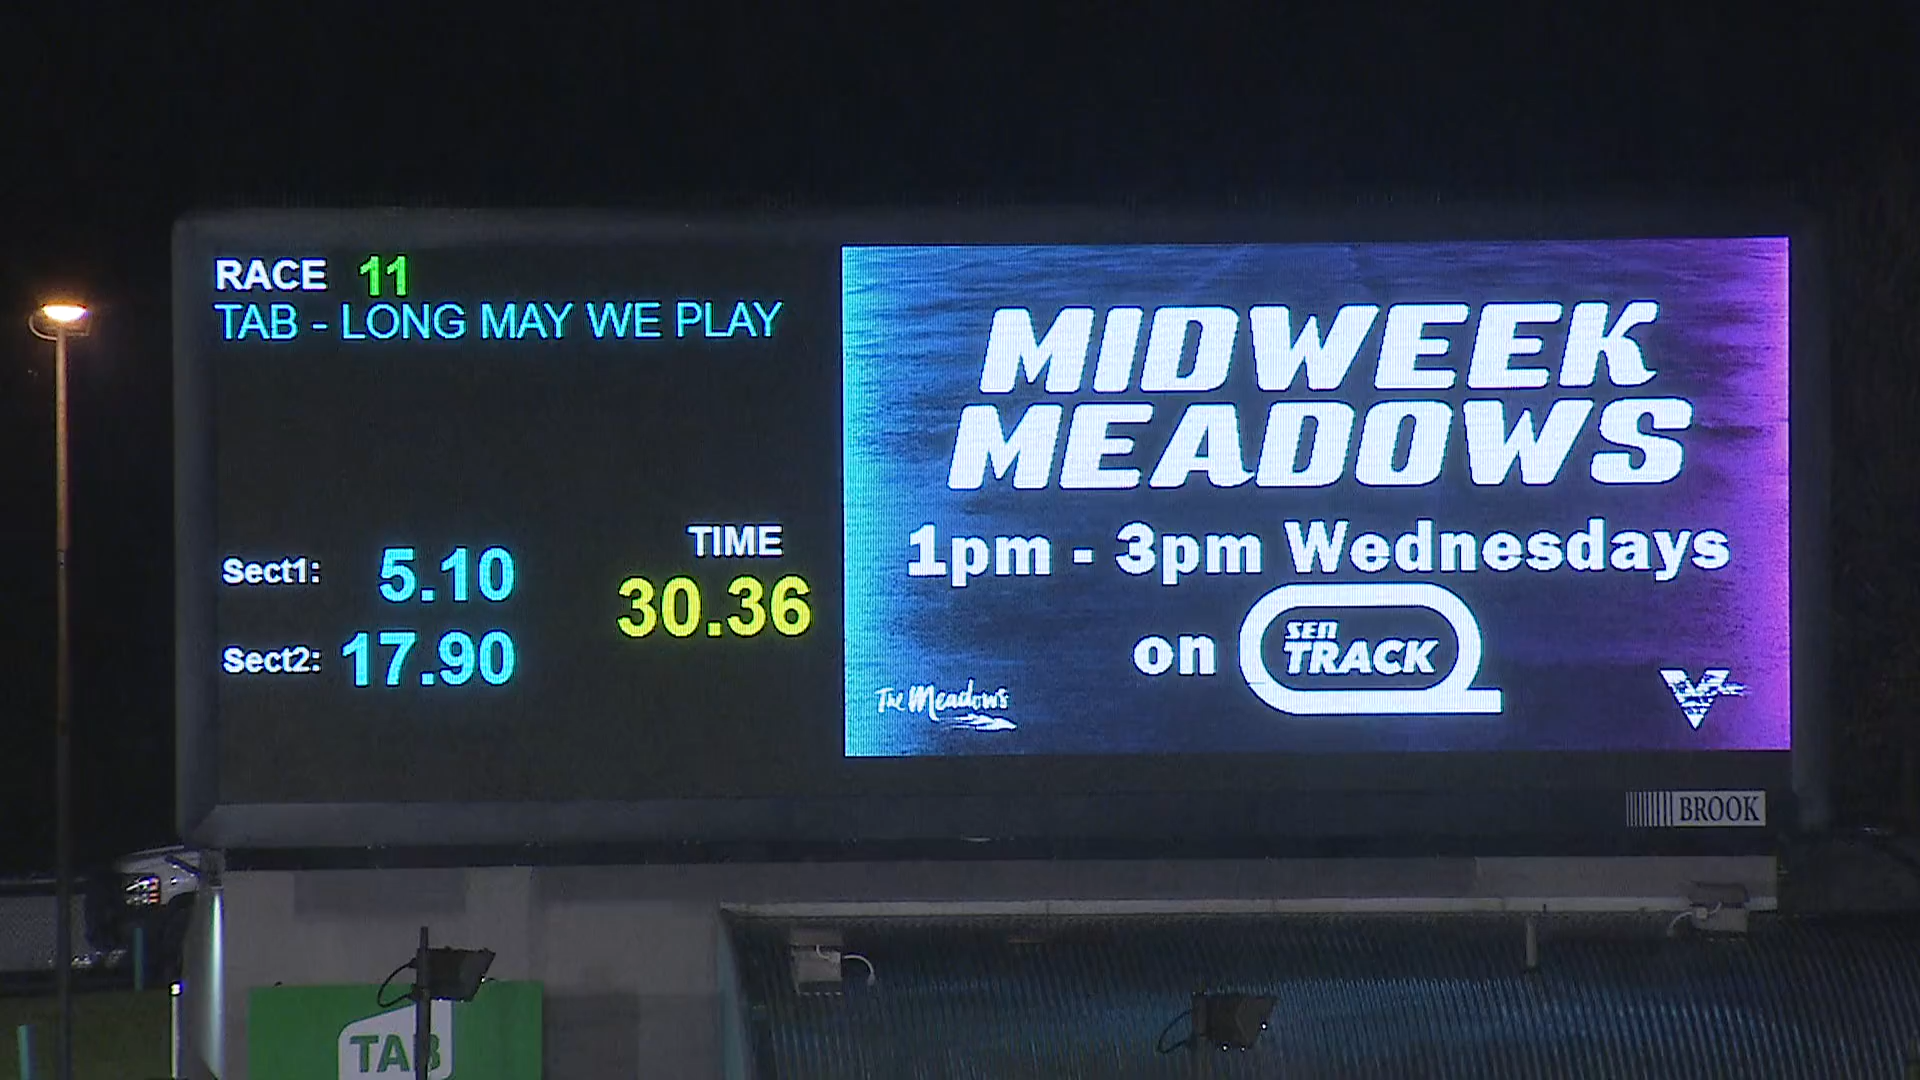 RACE 11
TAB - LONG MAY WE PLAY
TIME
Sect1: 5.10
30.36
Sect2: 17.90
MIDWEEK
MEADOWS
1pm - 3pm Wednesdays
on SEN TRACK
The Meadows
BROOK
TAB